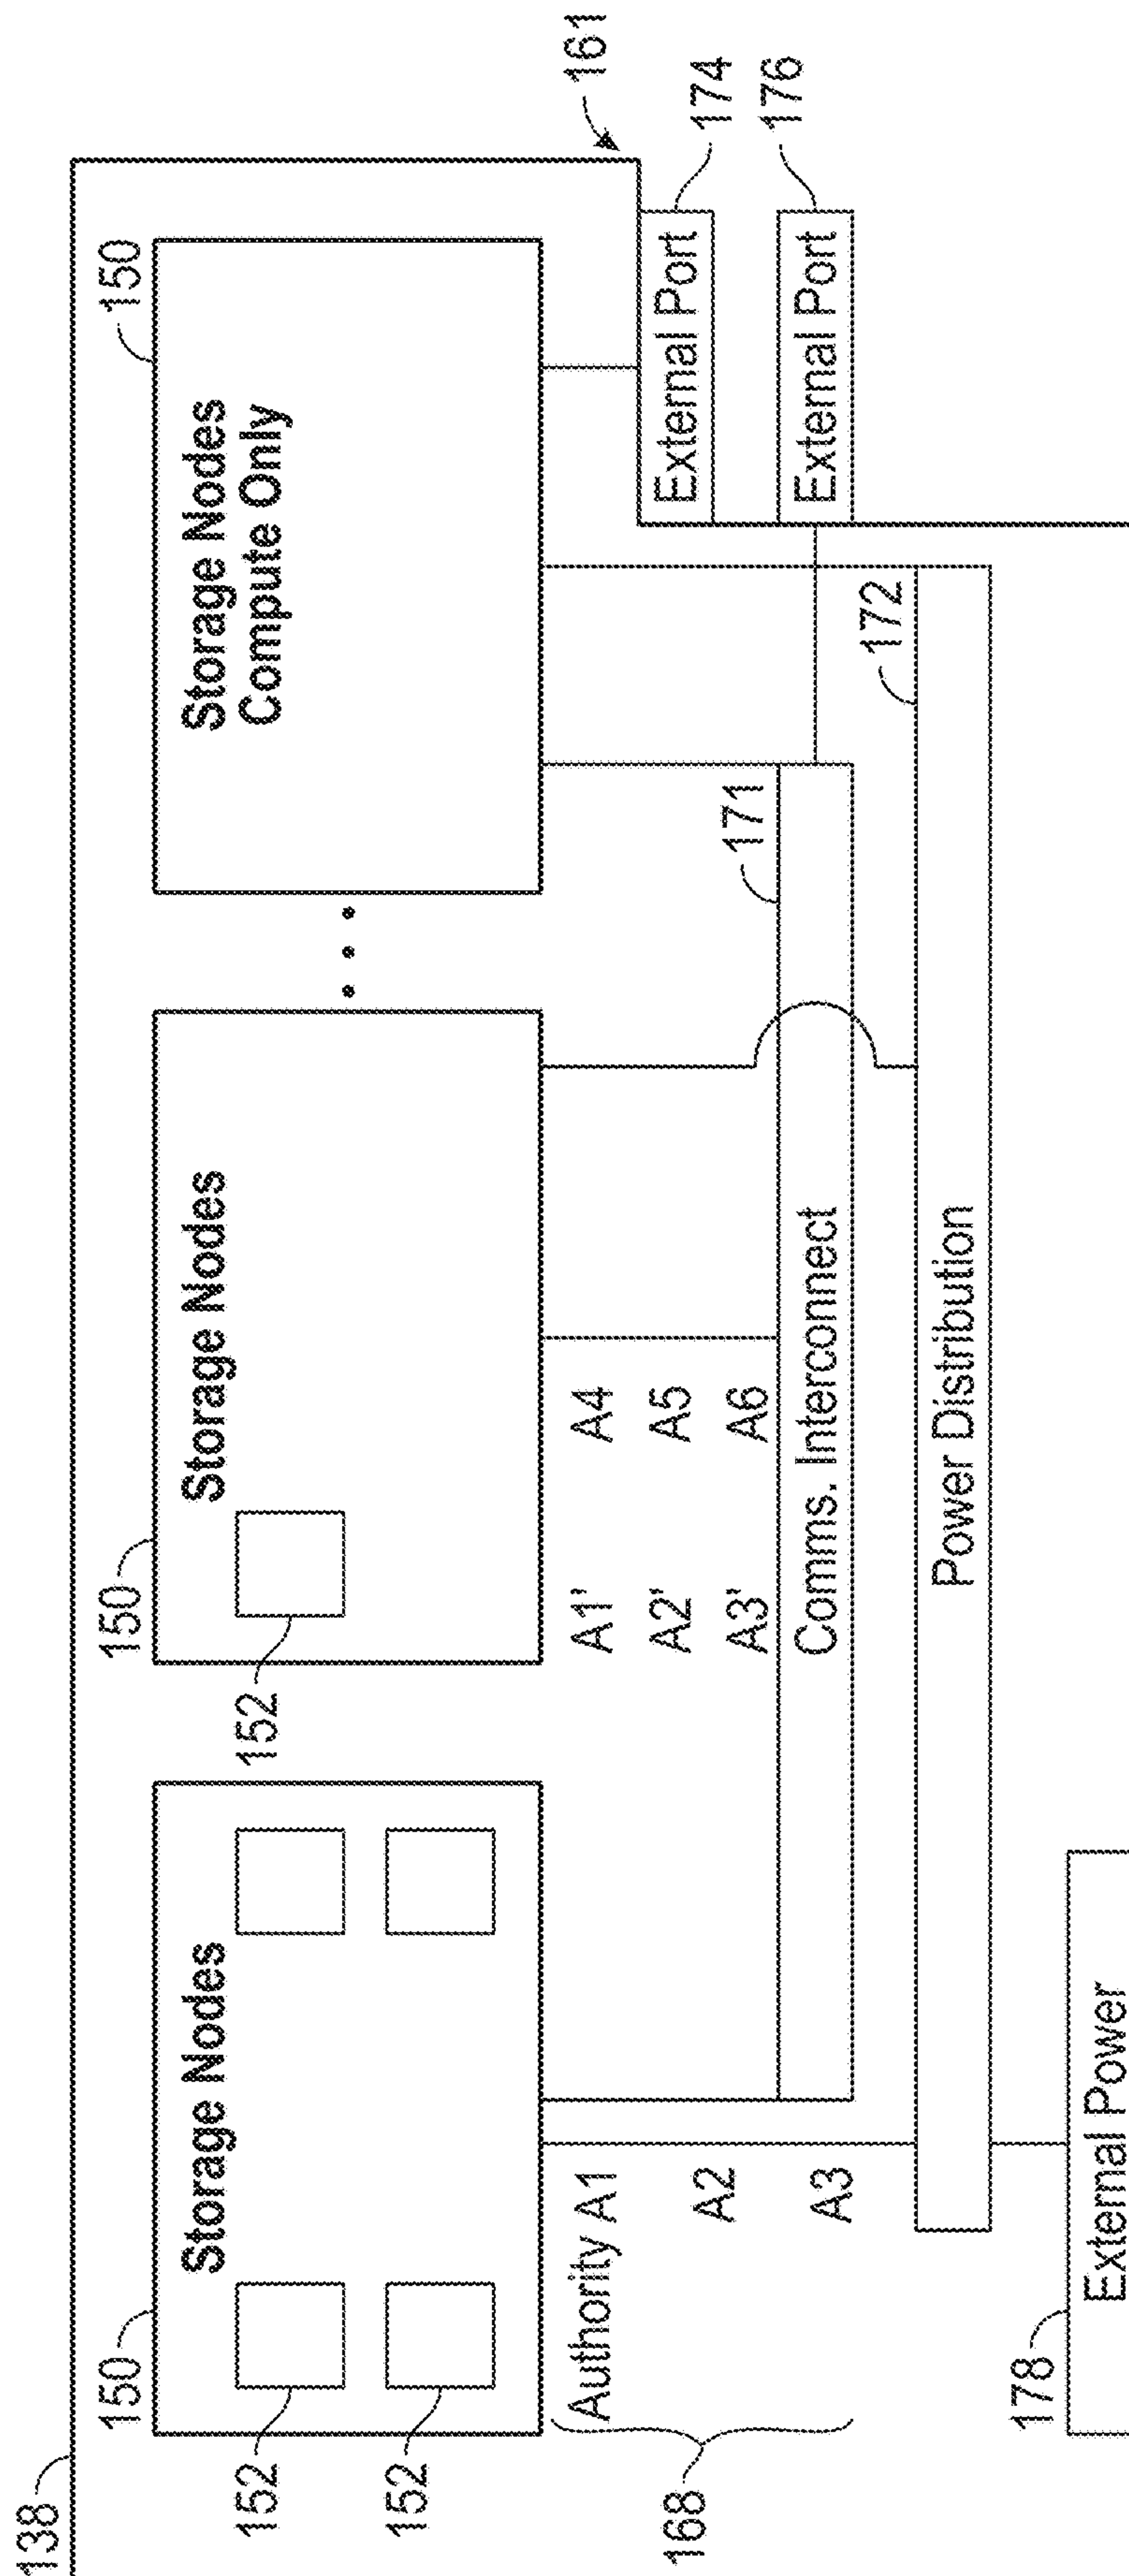 138
161
150
150
150
Storage Nodes
Storage Nodes
Storage Nodes
Compute Only
152
152
152
168
Authority A1
A2
A3
A1'
A2'
A3'
A4
A5
A6
171
Comms. Interconnect
172
Power Distribution
External Port
174
External Port
176
178
External Power